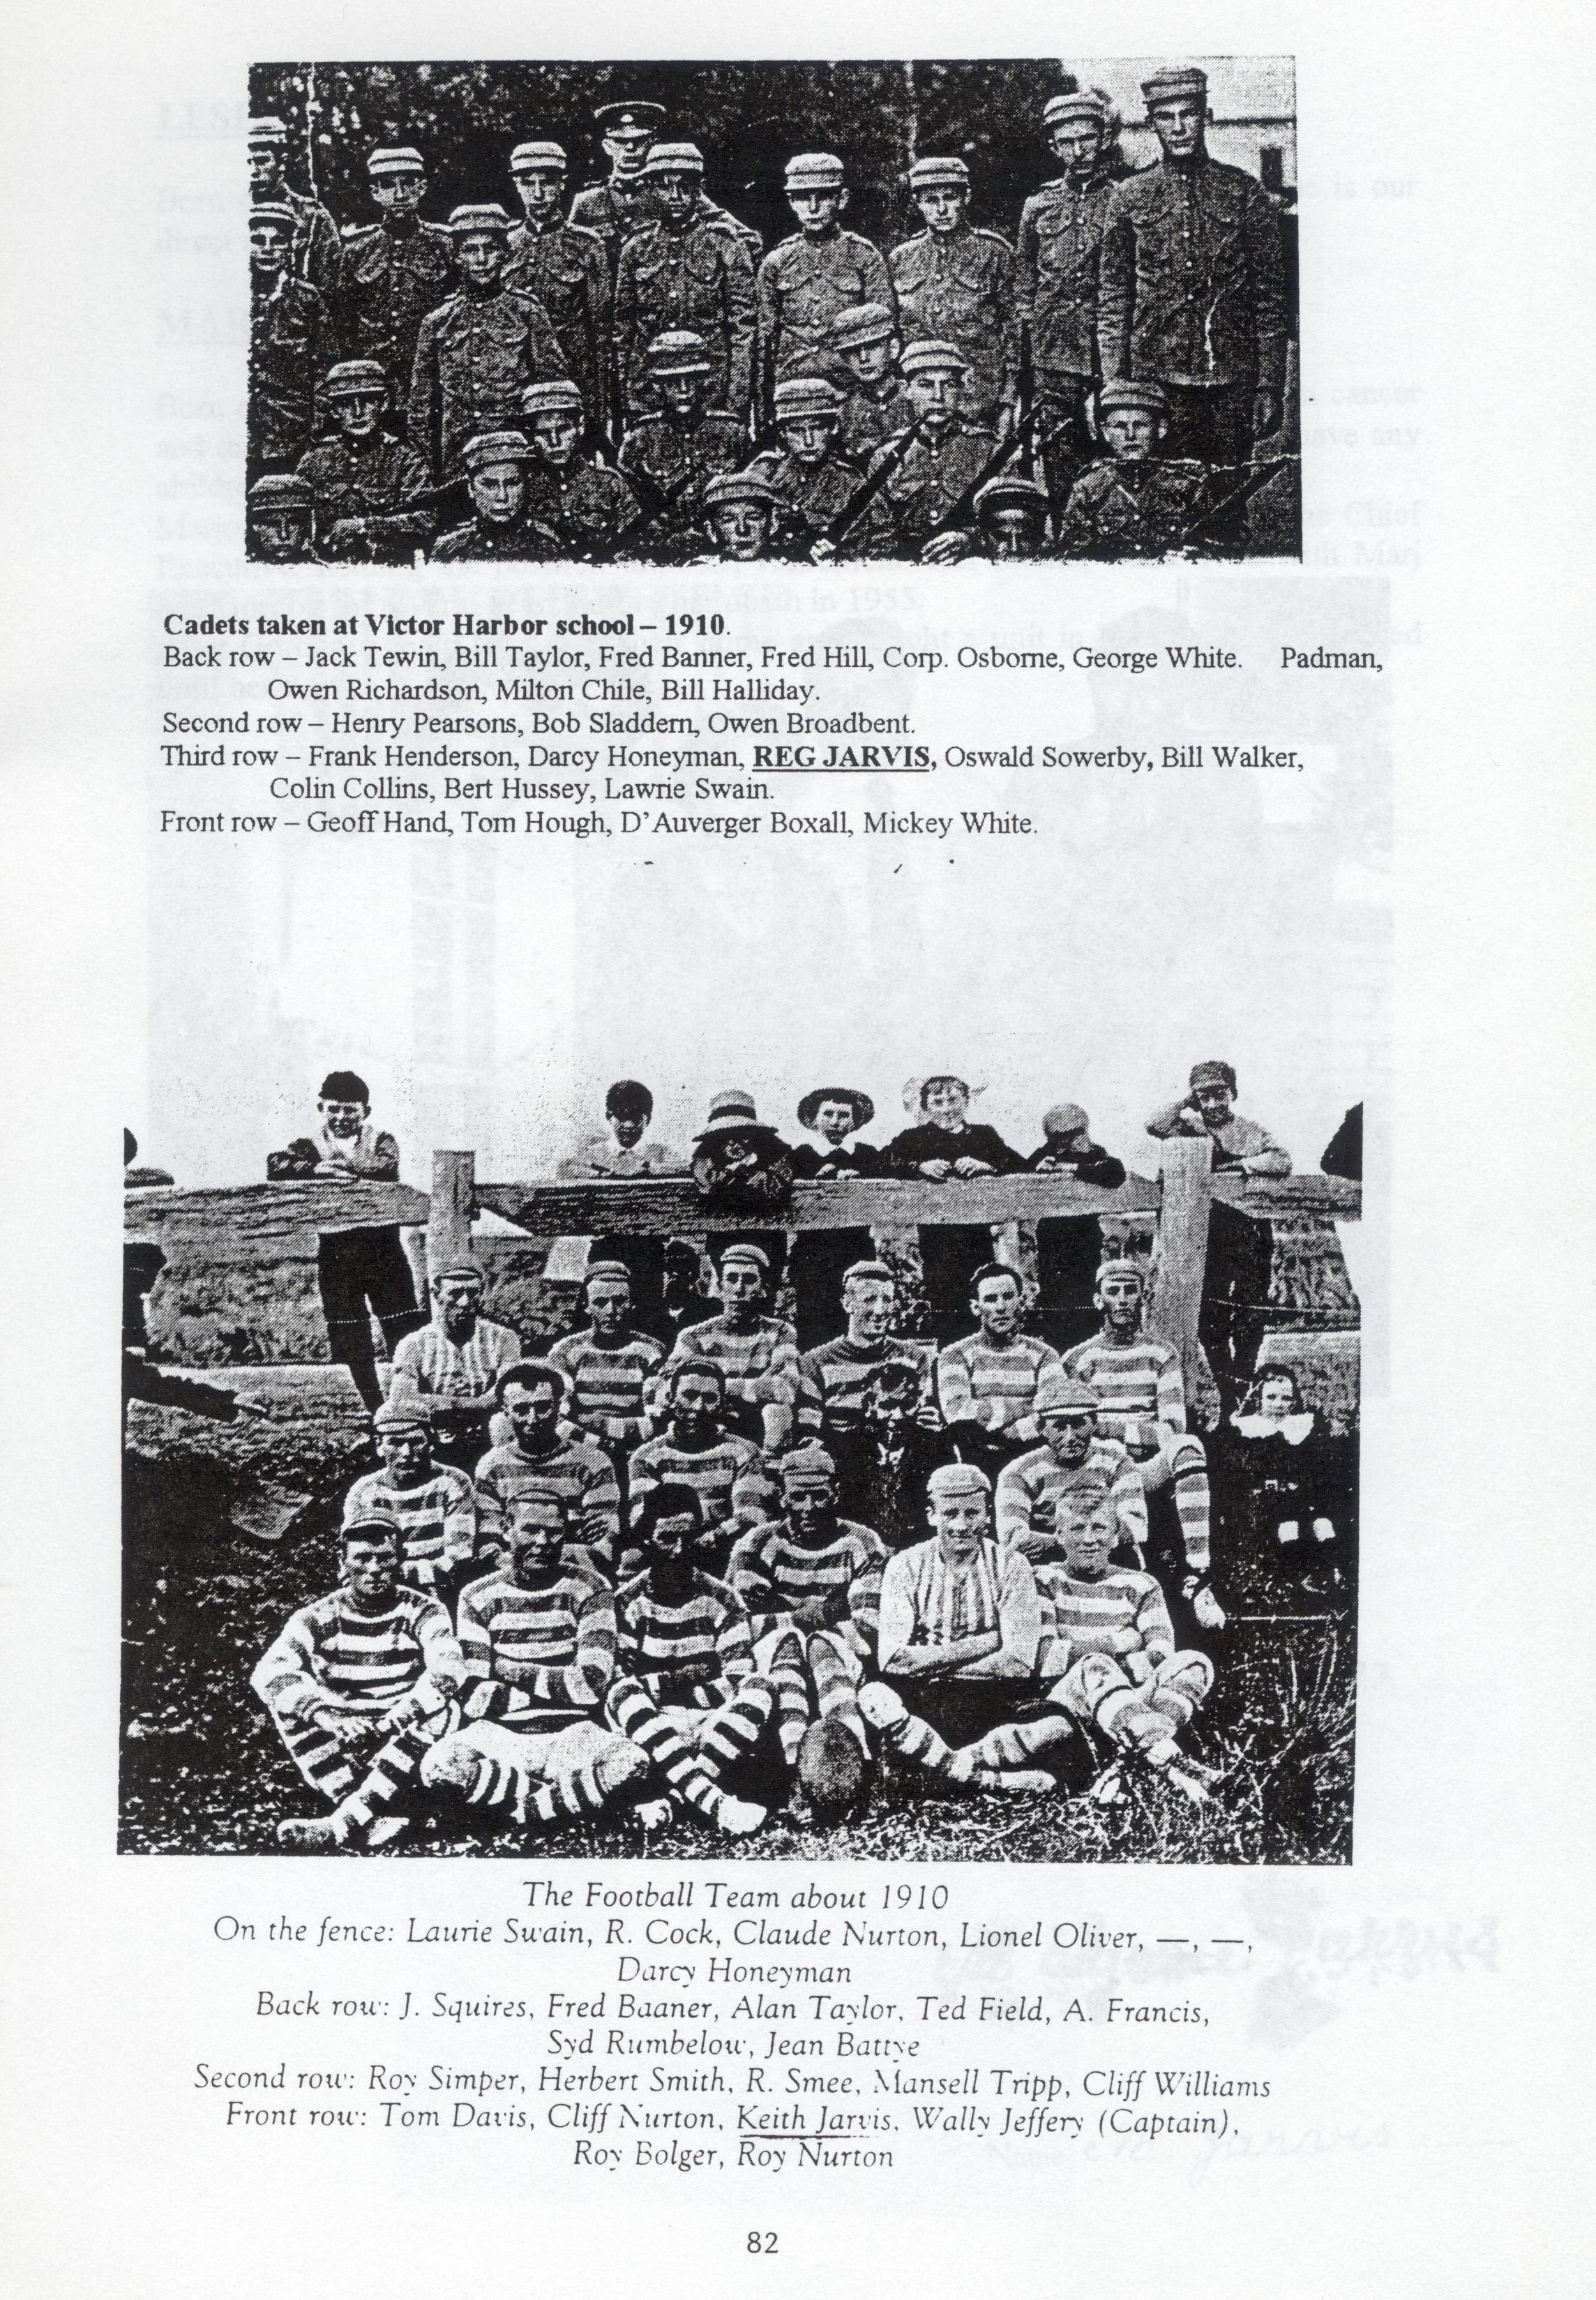 Cadets taken at Victor Harbor school – 1910.
Back row – Jack Tewin, Bill Taylor, Fred Banner, Fred Hill, Corp. Osborne, George White. Padman,
Owen Richardson, Milton Chile, Bill Halliday.
Second row – Henry Pearsons, Bob Sladdern, Owen Broadbent.
Third row – Frank Henderson, Darcy Honeyman, REG JARVIS, Oswald Sowerby, Bill Walker,
Colin Collins, Bert Hussey, Lawrie Swain.
Front row – Geoff Hand, Tom Hough, D'Auverger Boxall, Mickey White.
The Football Team about 1910
On the fence: Laurie Swain, R. Cock, Claude Nurton, Lionel Oliver, —, —,
Darcy Honeyman
Back row: J. Squires, Fred Baaner, Alan Taylor, Ted Field, A. Francis,
Syd Rumbelow, Jean Battye
Second row: Roy Simper, Herbert Smith, R. Smee, Mansell Tripp, Cliff Williams
Front row: Tom Davis, Cliff Nurton, Keith Jarvis, Wally Jeffery (Captain),
Roy Bolger, Roy Nurton
82